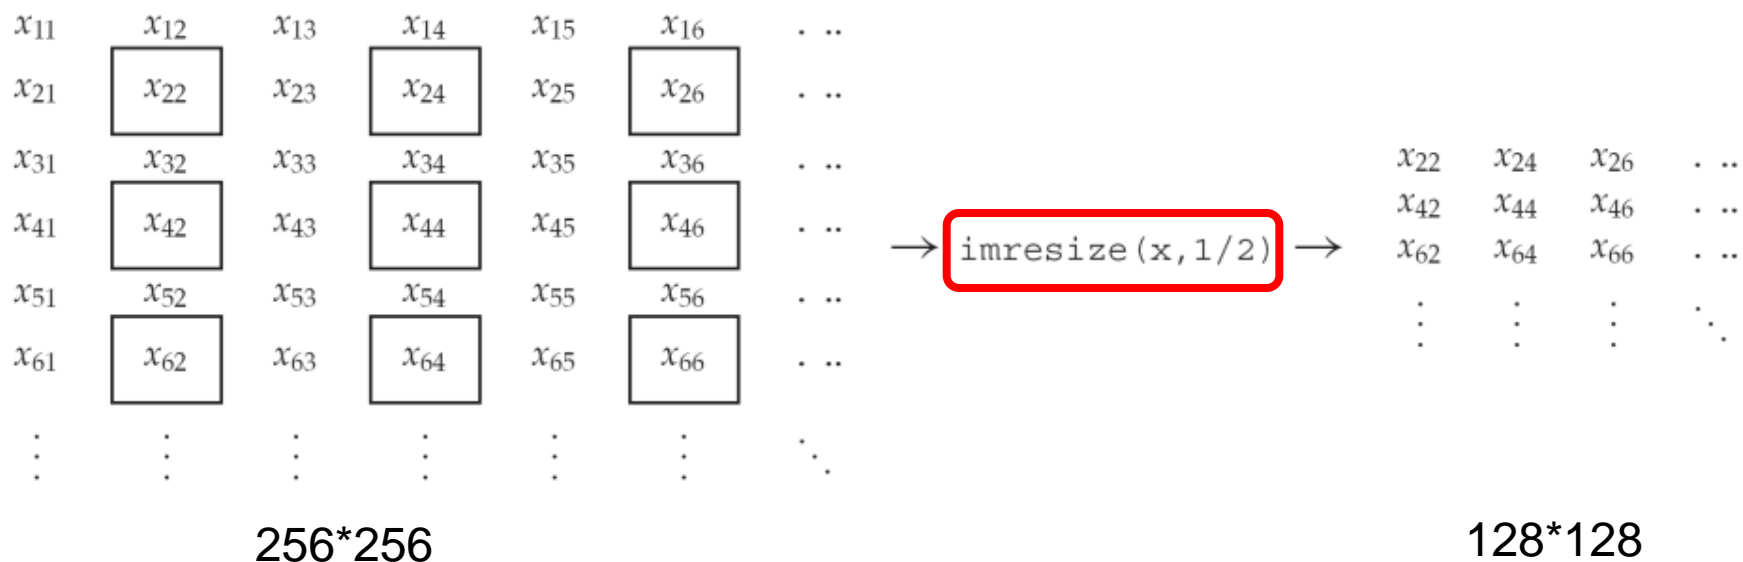 x11 x12 x13 x14 x15 x16 . ..
x21 x22 x23 x24 x25 x26 . ..
x31 x32 x33 x34 x35 x36 . ..
x41 x42 x43 x44 x45 x46 . ..
x51 x52 x53 x54 x55 x56 . ..
x61 x62 x63 x64 x65 x66 . ..
⋮ ⋮ ⋮ ⋮ ⋮ ⋮ ⋱
256*256
→ imresize(x,1/2) →
x22 x24 x26 . ..
x42 x44 x46 . ..
x62 x64 x66 . ..
⋮ ⋮ ⋮ ⋱
128*128